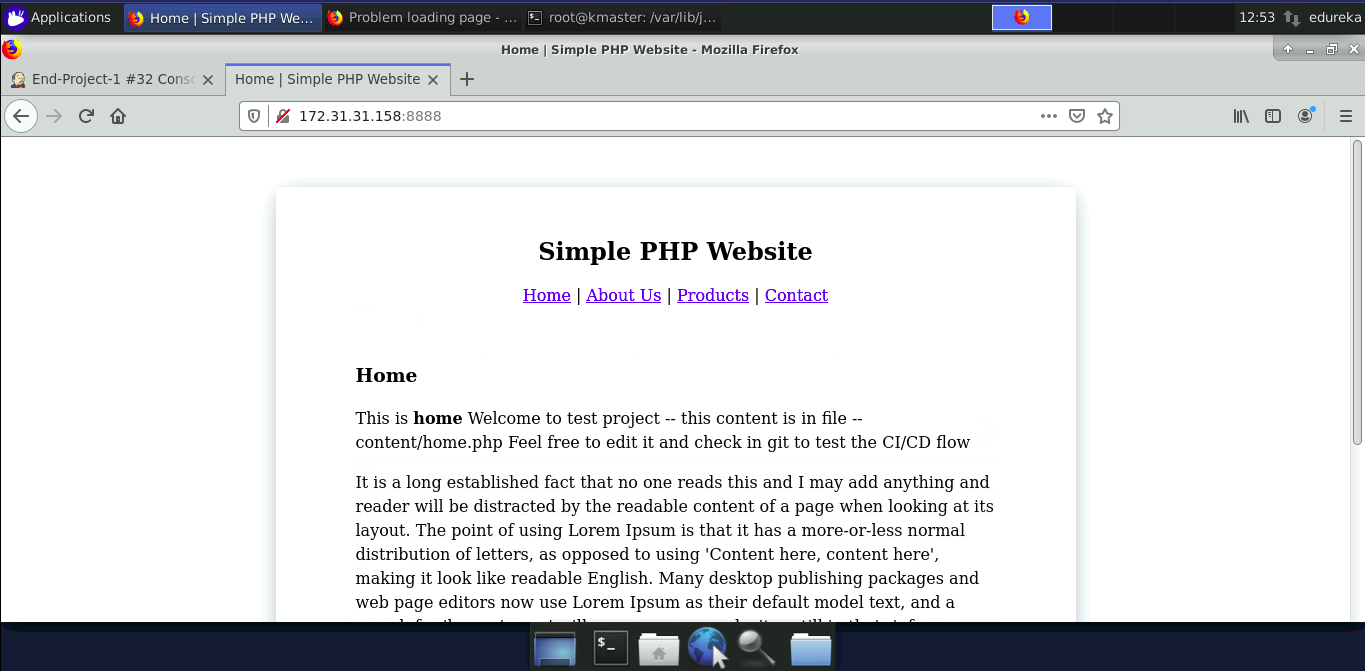 Applications
Home | Simple PHP We...
Problem loading page - ...
root@kmaster: /var/lib/j...
12:53
edureka
Home | Simple PHP Website - Mozilla Firefox
End-Project-1 #32 Conso
Home | Simple PHP Website
172.31.31.158:8888
Simple PHP Website
Home | About Us | Products | Contact
Home
This is home Welcome to test project -- this content is in file --
content/home.php Feel free to edit it and check in git to test the CI/CD flow
It is a long established fact that no one reads this and I may add anything and
reader will be distracted by the readable content of a page when looking at its
layout. The point of using Lorem Ipsum is that it has a more-or-less normal
distribution of letters, as opposed to using 'Content here, content here',
making it look like readable English. Many desktop publishing packages and
web page editors now use Lorem Ipsum as their default model text, and a